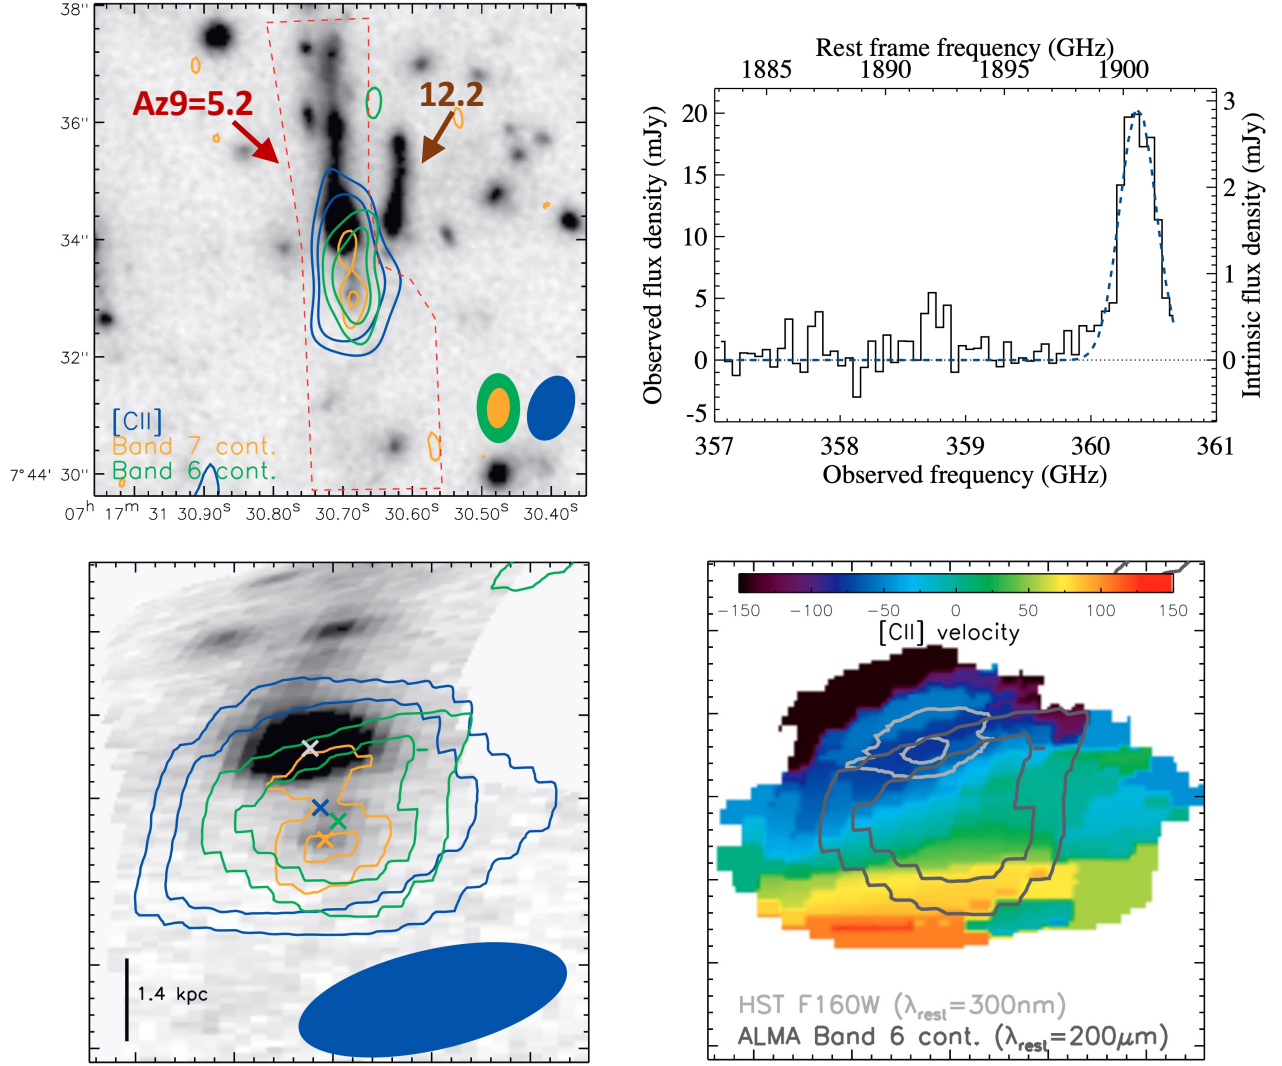 38''
36''
34''
32''
7°44' 30''
07ʰ 17ᵐ 31 30.90ˢ 30.80ˢ 30.70ˢ 30.60ˢ 30.50ˢ 30.40ˢ
Az9=5.2
12.2
[CII]
Band 7 cont.
Band 6 cont.
Rest frame frequency (GHz)
1885 1890 1895 1900
Observed flux density (mJy)
20
15
10
5
0
-5
3
2
1
0
Intrinsic flux density (mJy)
357 358 359 360 361
Observed frequency (GHz)
1.4 kpc
−150 −100 −50 0 50 100 150
[CII] velocity
HST F160W (λrest=300nm)
ALMA Band 6 cont. (λrest=200μm)